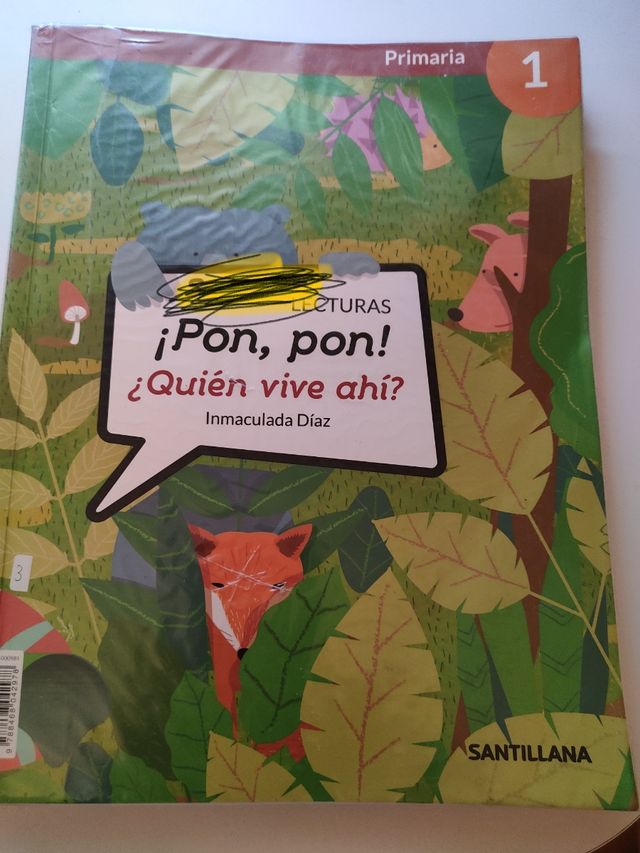 Primaria
1
LECTURAS
¡Pon, pon!
¿Quién vive ahí?
Inmaculada Díaz
3
SANTILLANA